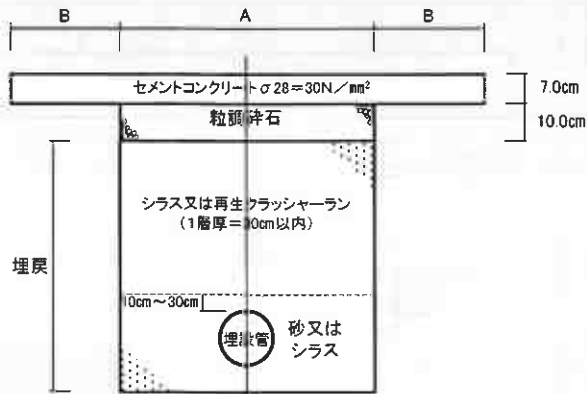 B A B
セメントコンクリートσ28=30N/mm²
7.0cm
粒調砕石
10.0cm
シラス又は再生クラッシャーラン
(1層厚=30cm以内)
埋戻
10cm~30cm
埋設管
砂又は
シラス